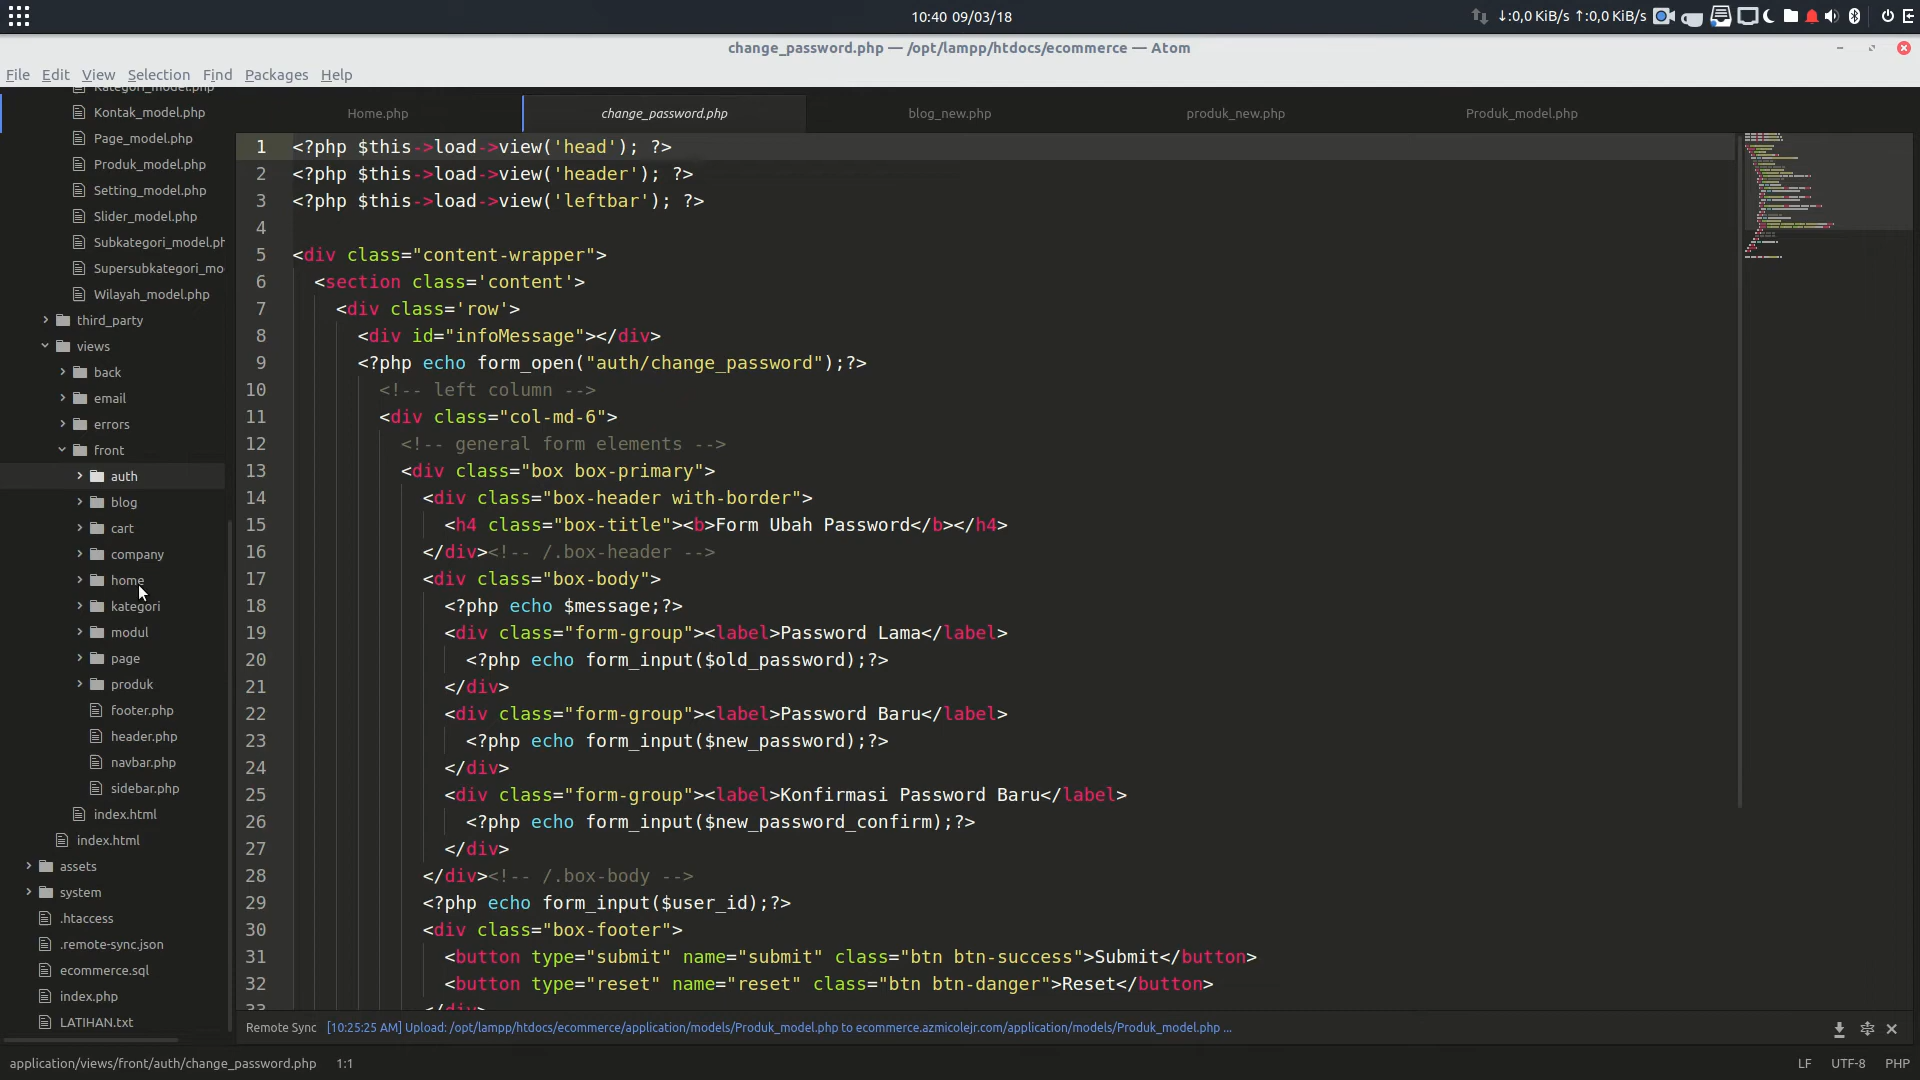 10:40 09/03/18
↓:0,0 KiB/s ↑:0,0 KiB/s
change_password.php — /opt/lampp/htdocs/ecommerce — Atom
File Edit View Selection Find Packages Help
Kategori_model.php
Kontak_model.php
Page_model.php
Produk_model.php
Setting_model.php
Slider_model.php
Subkategori_model.ph
Supersubkategori_mo
Wilayah_model.php
third_party
views
back
email
errors
front
auth
blog
cart
company
home
kategori
modul
page
produk
footer.php
header.php
navbar.php
sidebar.php
index.html
index.html
assets
system
.htaccess
.remote-sync.json
ecommerce.sql
index.php
LATIHAN.txt
Home.php change_password.php blog_new.php produk_new.php Produk_model.php
1 <?php $this->load->view('head'); ?>
2 <?php $this->load->view('header'); ?>
3 <?php $this->load->view('leftbar'); ?>
4
5 <div class="content-wrapper">
6 <section class='content'>
7 <div class='row'>
8 <div id="infoMessage"></div>
9 <?php echo form_open("auth/change_password");?>
10 <!-- left column -->
11 <div class="col-md-6">
12 <!-- general form elements -->
13 <div class="box box-primary">
14 <div class="box-header with-border">
15 <h4 class="box-title"><b>Form Ubah Password</b></h4>
16 </div><!-- /.box-header -->
17 <div class="box-body">
18 <?php echo $message;?>
19 <div class="form-group"><label>Password Lama</label>
20 <?php echo form_input($old_password);?>
21 </div>
22 <div class="form-group"><label>Password Baru</label>
23 <?php echo form_input($new_password);?>
24 </div>
25 <div class="form-group"><label>Konfirmasi Password Baru</label>
26 <?php echo form_input($new_password_confirm);?>
27 </div>
28 </div><!-- /.box-body -->
29 <?php echo form_input($user_id);?>
30 <div class="box-footer">
31 <button type="submit" name="submit" class="btn btn-success">Submit</button>
32 <button type="reset" name="reset" class="btn btn-danger">Reset</button>
33 </div>
Remote Sync [10:25:25 AM] Upload: /opt/lampp/htdocs/ecommerce/application/models/Produk_model.php to ecommerce.azmicolejr.com/application/models/Produk_model.php ...
application/views/front/auth/change_password.php 1:1 LF UTF-8 PHP